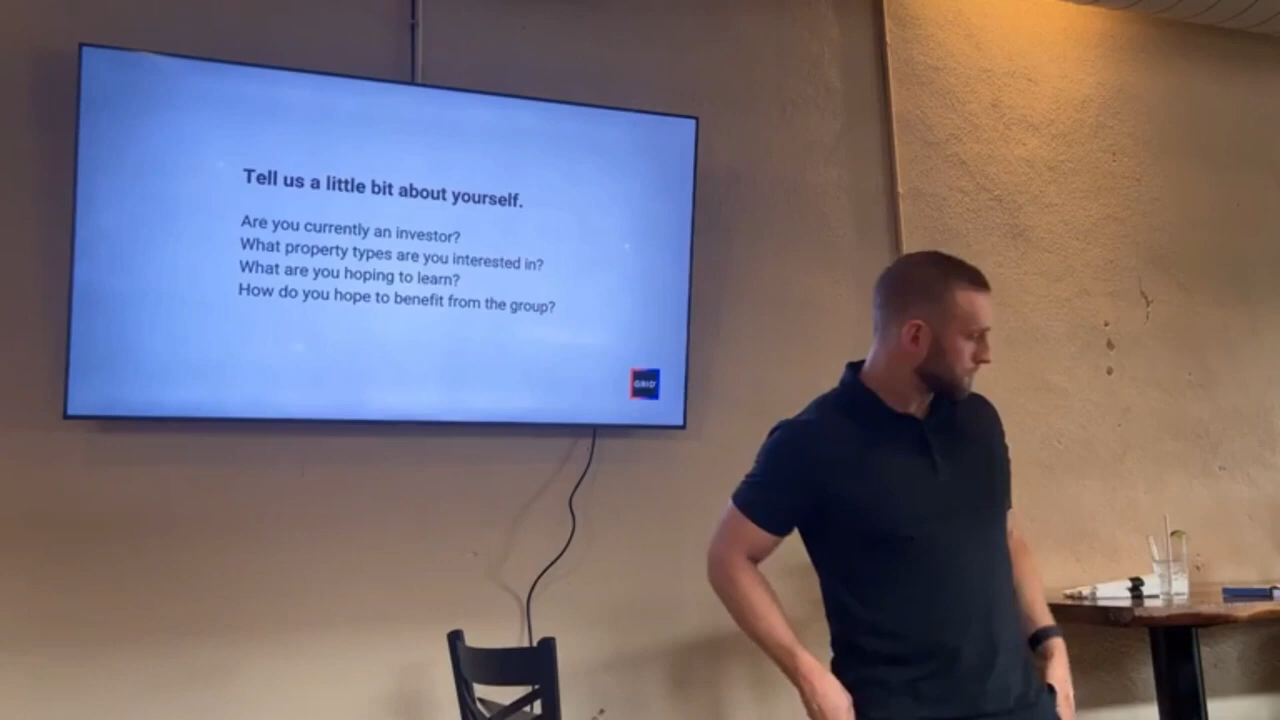 Tell us a little bit about yourself.
Are you currently an investor?
What property types are you interested in?
What are you hoping to learn?
How do you hope to benefit from the group?
GRID